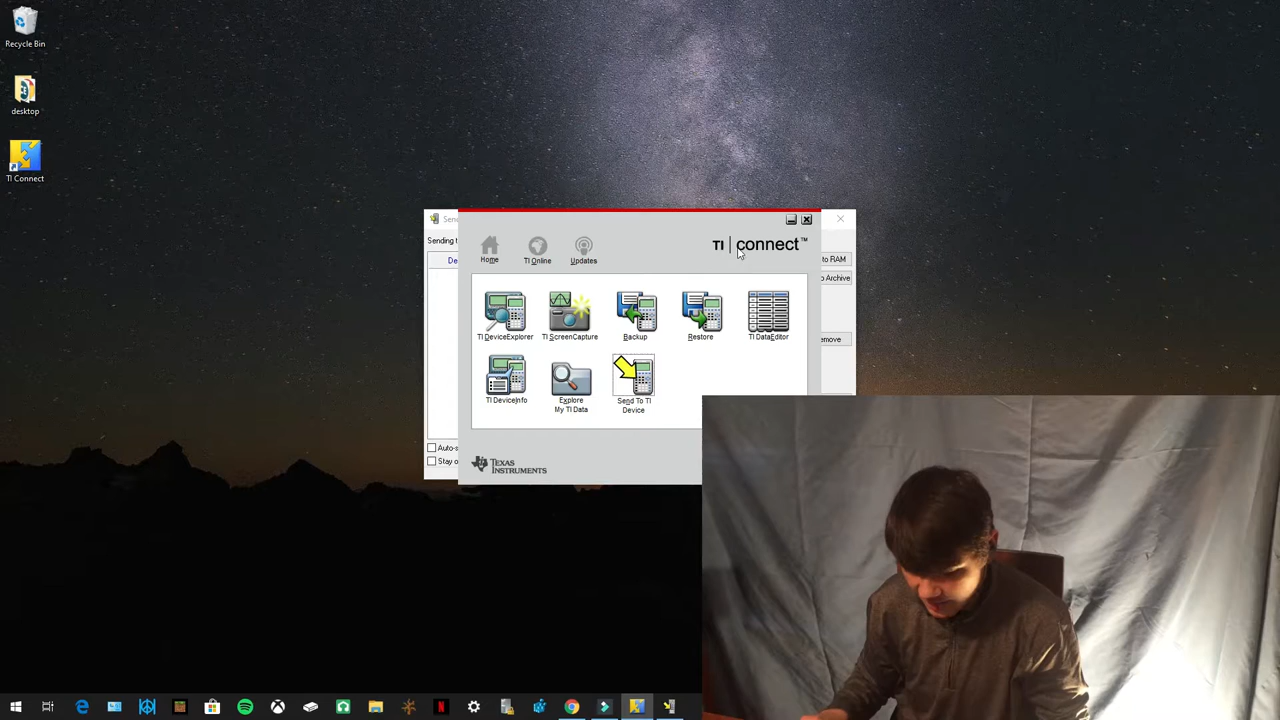 Recycle Bin
desktop
TI Connect
Sending t
to RAM
o Archive
emove
De
Auto-s
Stay o
TI connect™
Home
TI Online
Updates
TI DeviceExplorer
TI ScreenCapture
Backup
Restore
TI DataEditor
TI DeviceInfo
Explore
My TI Data
Send To TI
Device
TEXAS
INSTRUMENTS